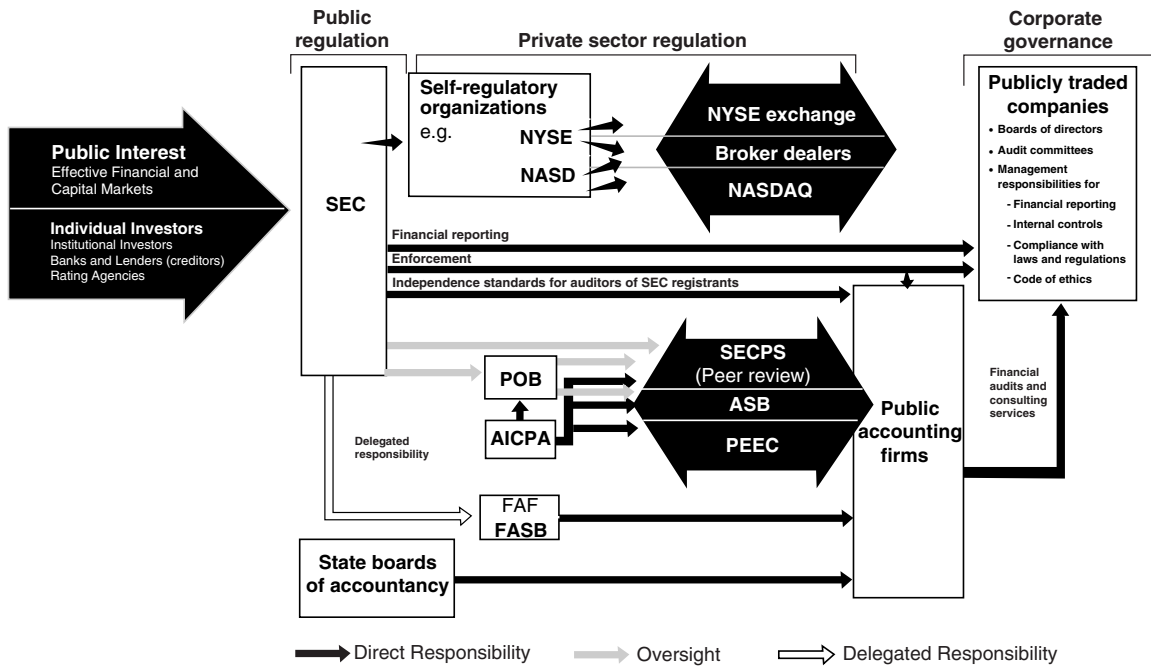 Public
regulation
Private sector regulation
Corporate
governance
Public Interest
Effective Financial and
Capital Markets
Individual Investors
Institutional Investors
Banks and Lenders (creditors)
Rating Agencies
SEC
Self-regulatory
organizations
e.g.
NYSE
NASD
NYSE exchange
Broker dealers
NASDAQ
Publicly traded
companies
• Boards of directors
• Audit committees
• Management
responsibilities for
- Financial reporting
- Internal controls
- Compliance with
laws and regulations
- Code of ethics
Financial reporting
Enforcement
Independence standards for auditors of SEC registrants
POB
AICPA
SECPS
(Peer review)
ASB
PEEC
Public
accounting
firms
Financial
audits and
consulting
services
Delegated
responsibility
FAF
FASB
State boards
of accountancy
Direct Responsibility
Oversight
Delegated Responsibility